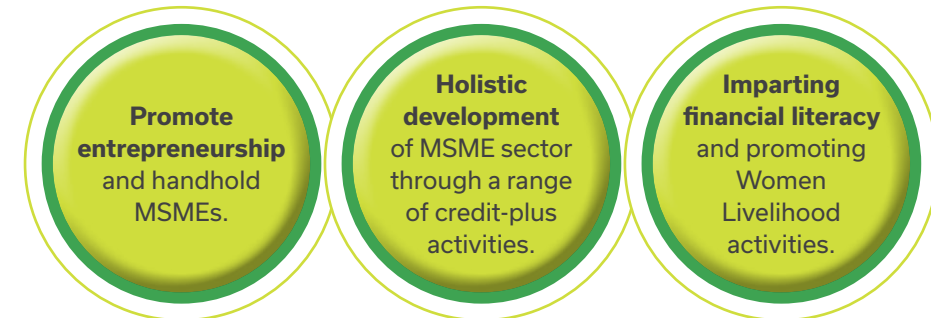 Promote
entrepreneurship
and handhold
MSMEs.
Holistic
development
of MSME sector
through a range
of credit-plus
activities.
Imparting
financial literacy
and promoting
Women
Livelihood
activities.